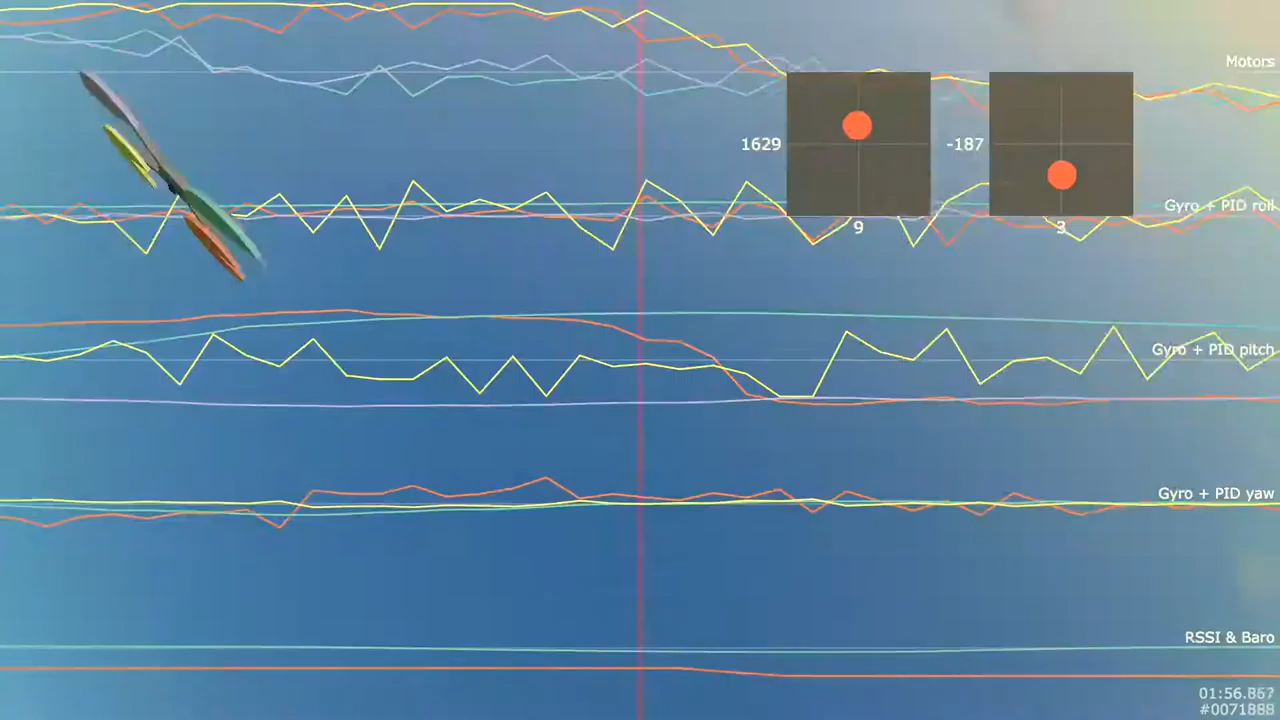 Motors
1629
-187
9
3
Gyro + PID roll
Gyro + PID pitch
Gyro + PID yaw
RSSI & Baro
01:56.867
#0071888